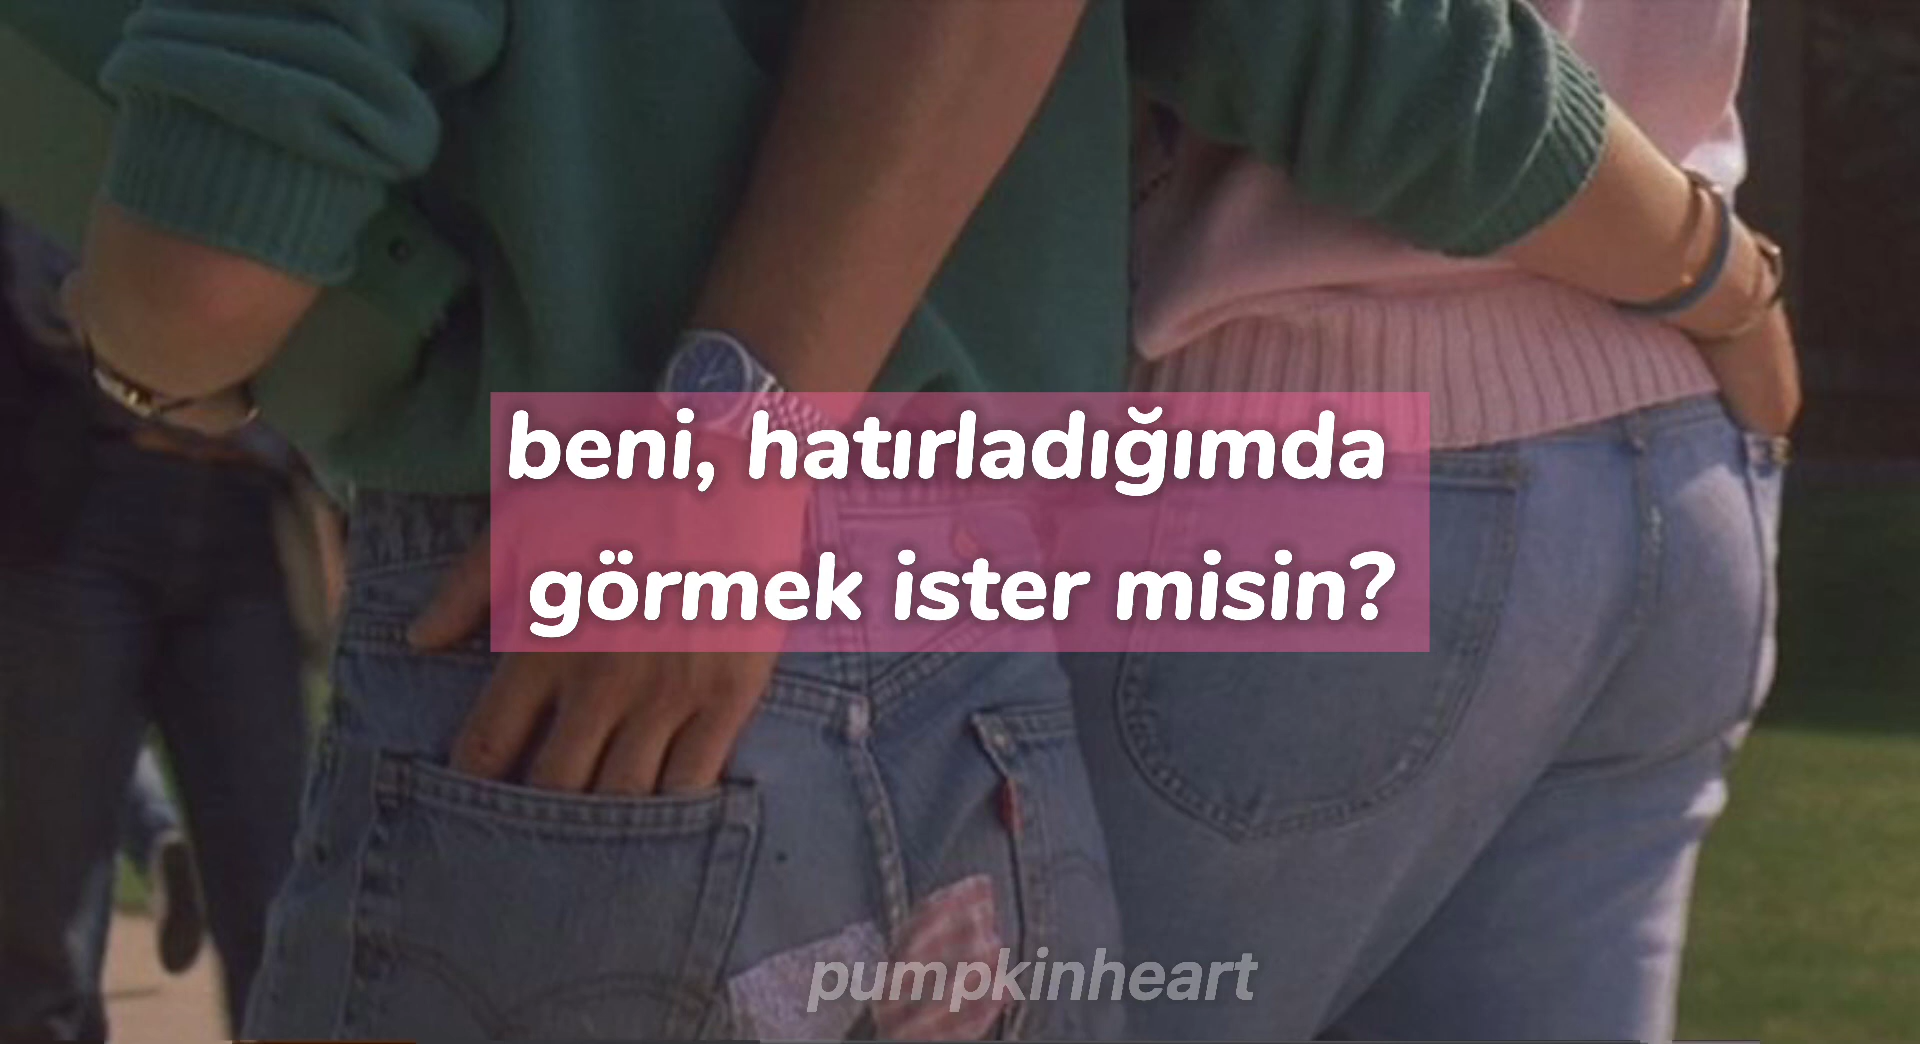 beni, hatırladığımda
görmek ister misin?
pumpkinheart